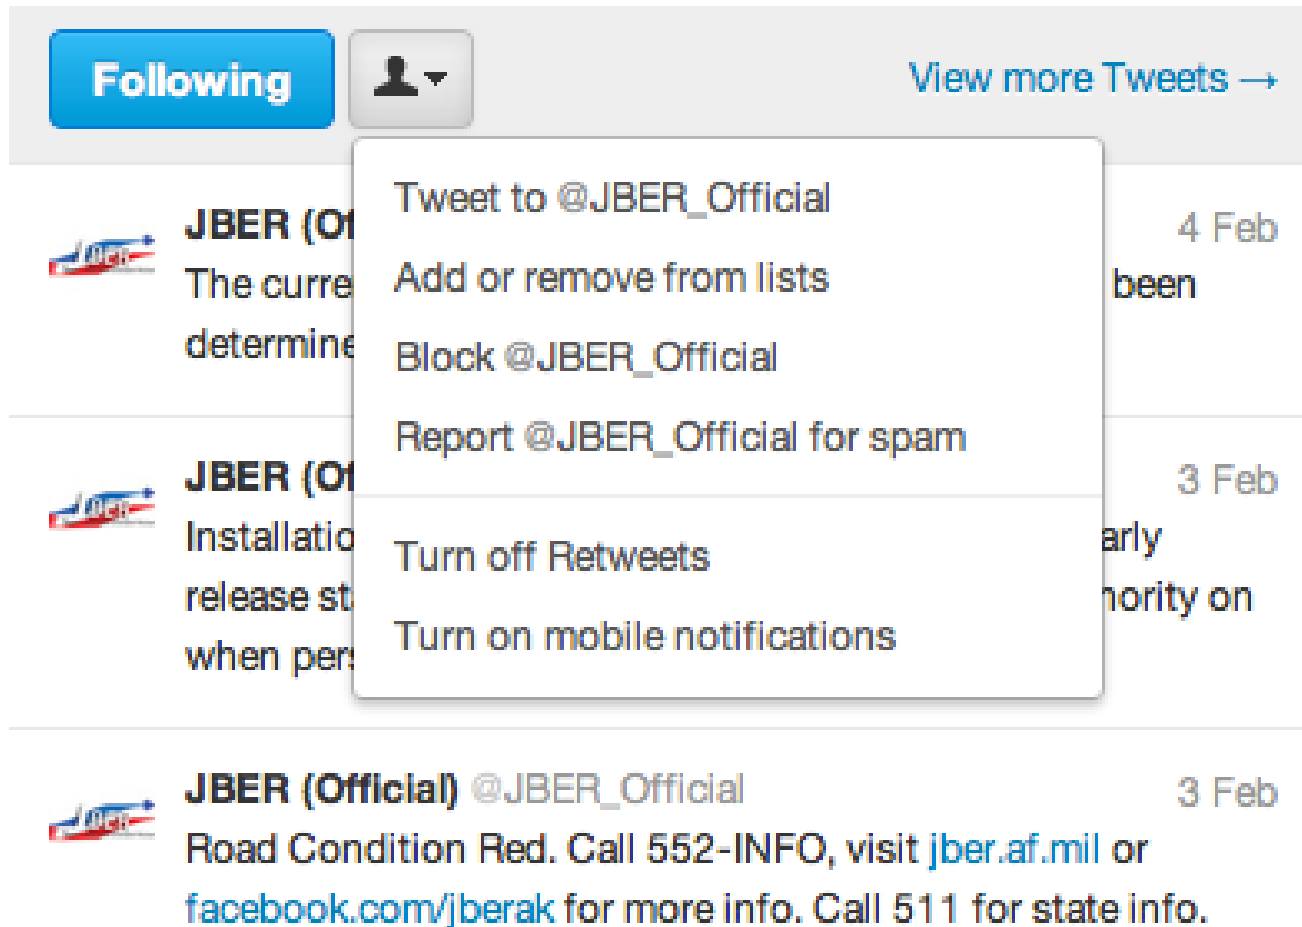 Following
View more Tweets →
Tweet to @JBER_Official
Add or remove from lists
Block @JBER_Official
Report @JBER_Official for spam
Turn off Retweets
Turn on mobile notifications
JBER (Of
4 Feb
The curre been
determine
JBER (Of
3 Feb
Installatio arly
release st hority on
when pers
JBER (Official) @JBER_Official
3 Feb
Road Condition Red. Call 552-INFO, visit jber.af.mil or
facebook.com/jberak for more info. Call 511 for state info.